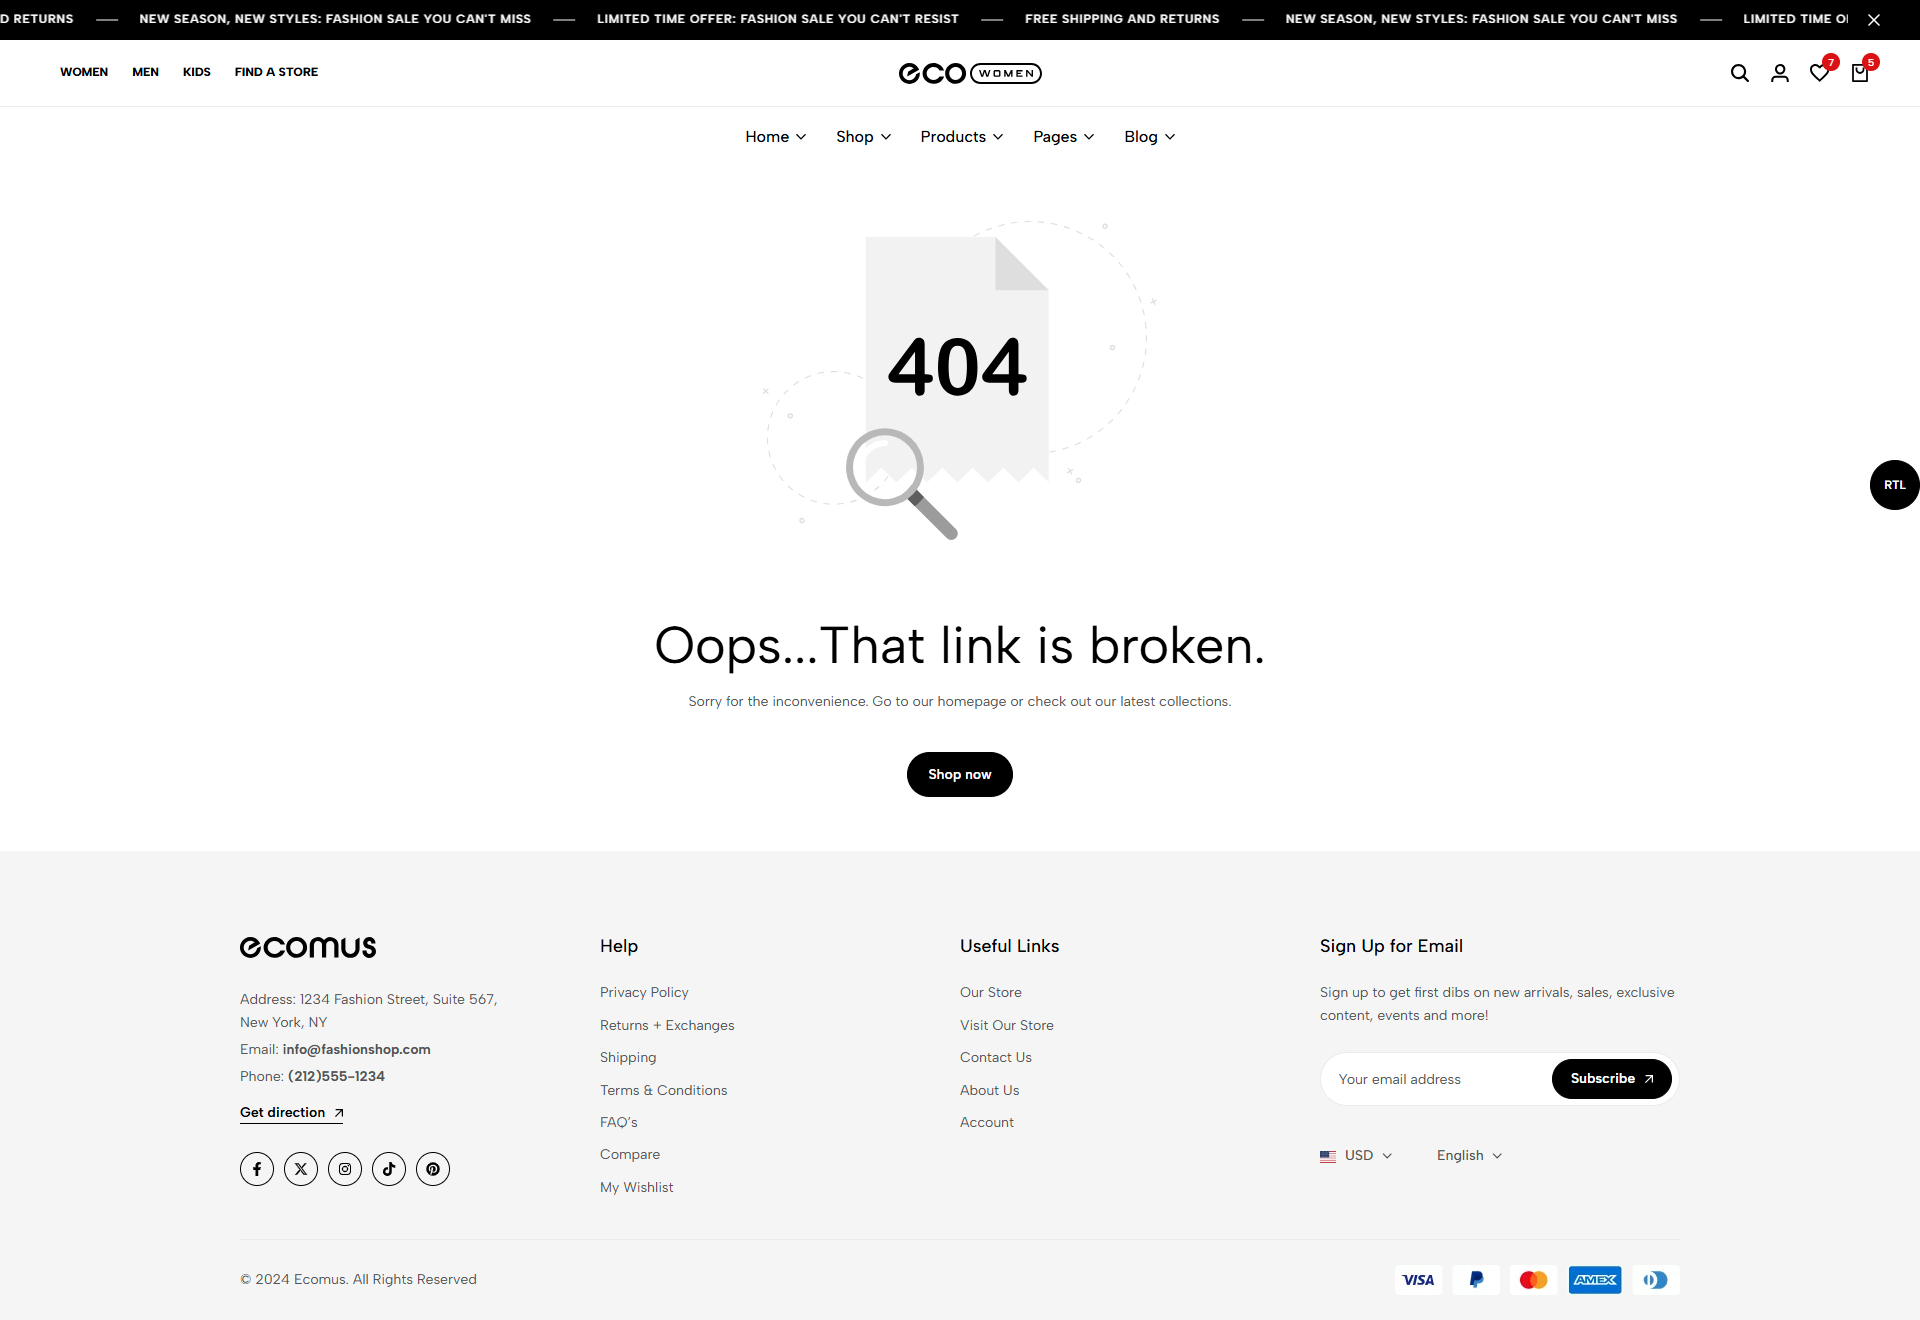 D RETURNS NEW SEASON, NEW STYLES: FASHION SALE YOU CAN'T MISS LIMITED TIME OFFER: FASHION SALE YOU CAN'T RESIST FREE SHIPPING AND RETURNS NEW SEASON, NEW STYLES: FASHION SALE YOU CAN'T MISS LIMITED TIME O
WOMEN MEN KIDS FIND A STORE
eco WOMEN
7 5
Home Shop Products Pages Blog
404
RTL
Oops...That link is broken.
Sorry for the inconvenience. Go to our homepage or check out our latest collections.
Shop now
ecomus
Address: 1234 Fashion Street, Suite 567,
New York, NY
Email: info@fashionshop.com
Phone: (212)555-1234
Get direction
Help
Privacy Policy
Returns + Exchanges
Shipping
Terms & Conditions
FAQ's
Compare
My Wishlist
Useful Links
Our Store
Visit Our Store
Contact Us
About Us
Account
Sign Up for Email
Sign up to get first dibs on new arrivals, sales, exclusive
content, events and more!
Your email address Subscribe
USD English
© 2024 Ecomus. All Rights Reserved
VISA AMEX